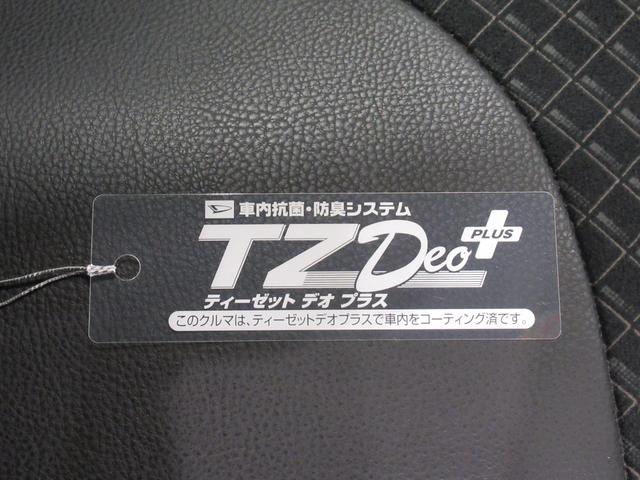 車内抗菌・防臭システム
TZ Deo PLUS
ティーゼット デオ プラス
このクルマは、ティーゼットデオプラスで車内をコーティング済です。